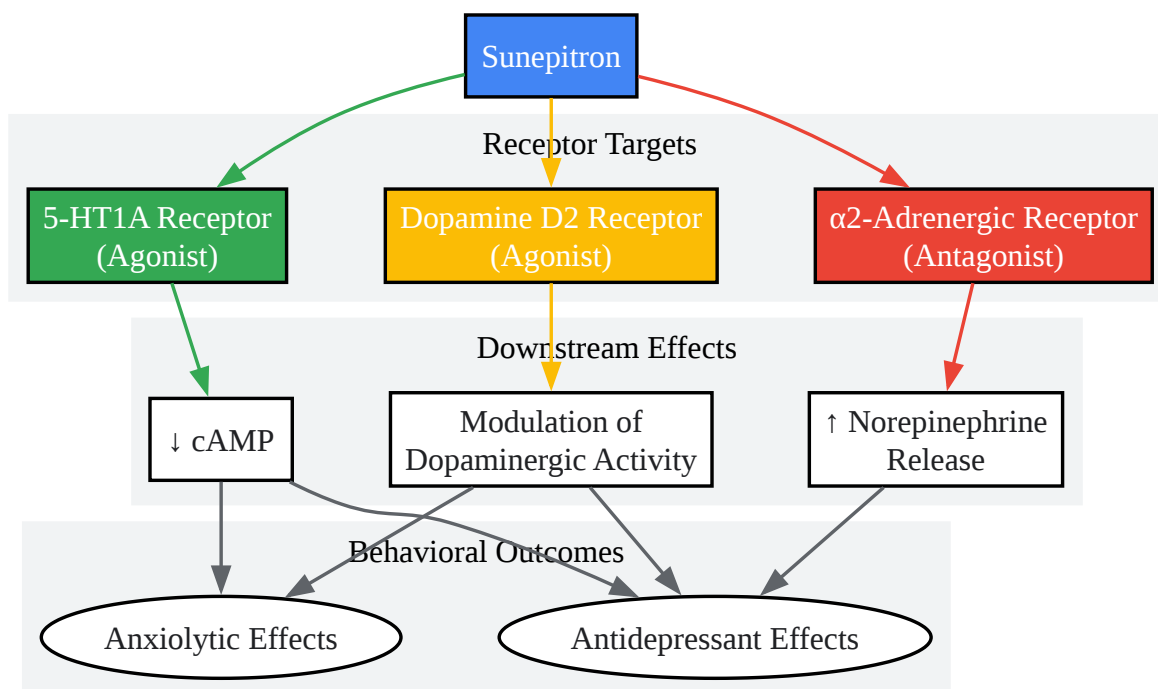 Sunepitron
Receptor Targets
5-HT1A Receptor
(Agonist)
Dopamine D2 Receptor
(Agonist)
α2-Adrenergic Receptor
(Antagonist)
Downstream Effects
↓ cAMP
Modulation of
Dopaminergic Activity
↑ Norepinephrine
Release
Behavioral Outcomes
Anxiolytic Effects
Antidepressant Effects